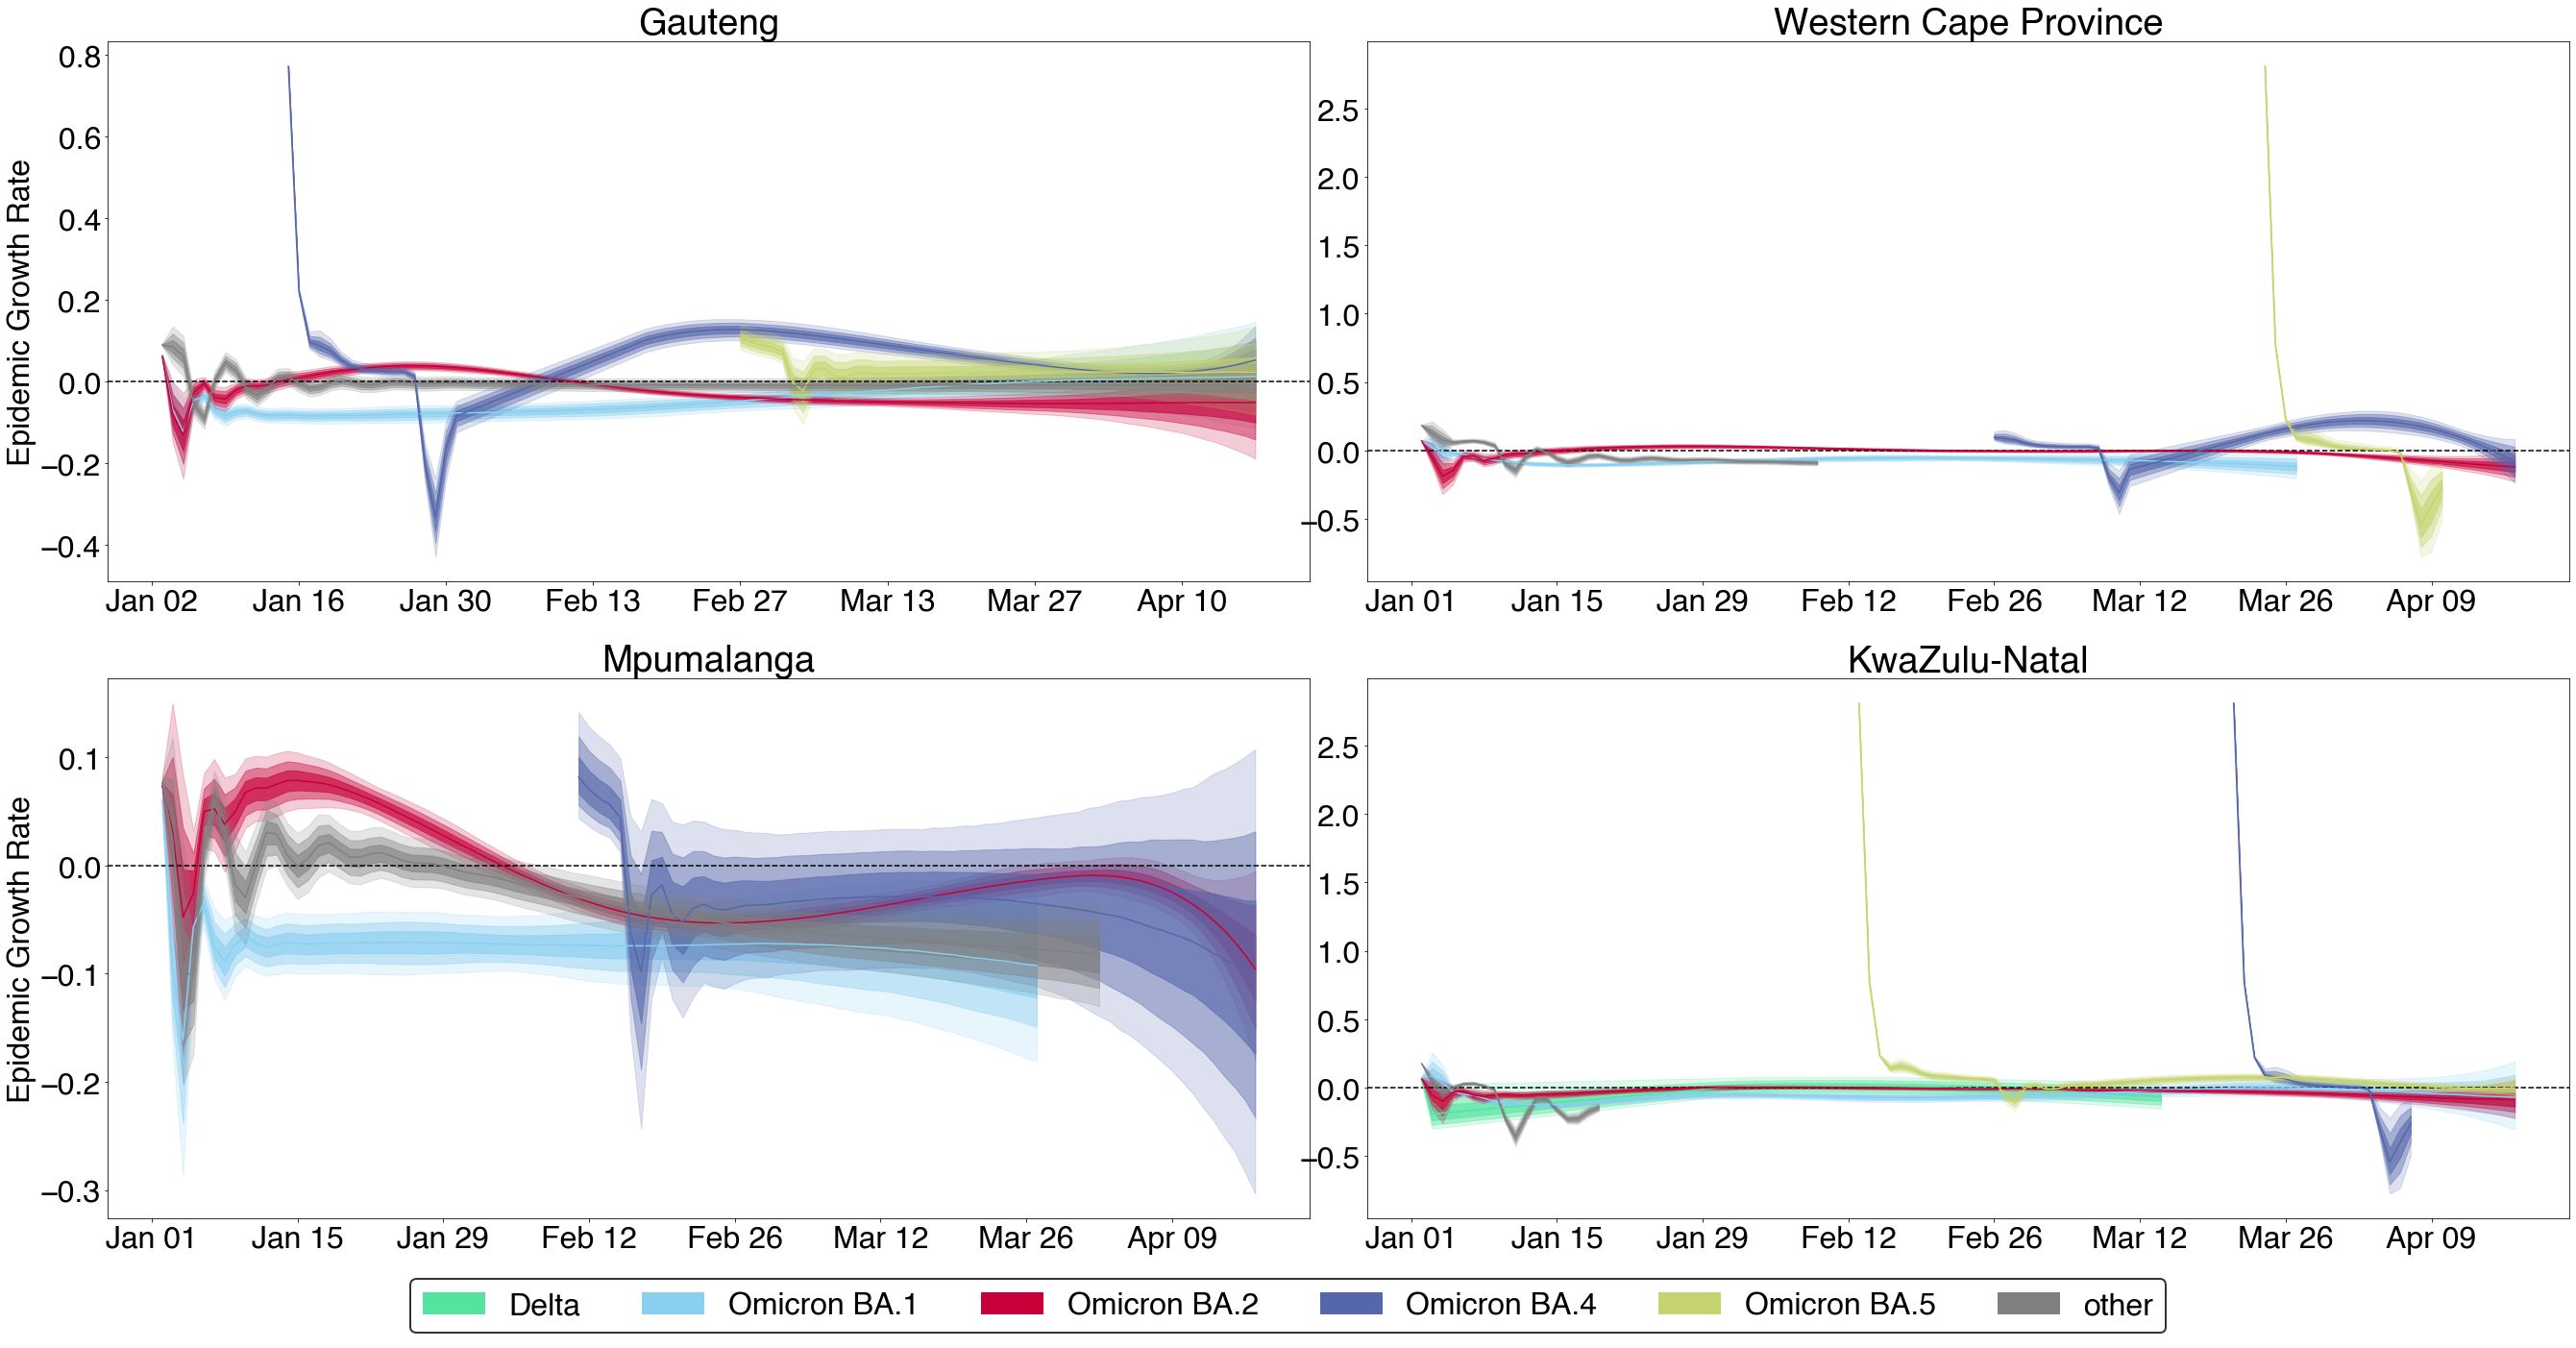 Gauteng
Western Cape Province
Epidemic Growth Rate
0.8
0.6
0.4
0.2
0.0
−0.2
−0.4
Jan 02 Jan 16 Jan 30 Feb 13 Feb 27 Mar 13 Mar 27 Apr 10
2.5
2.0
1.5
1.0
0.5
0.0
−0.5
Jan 01 Jan 15 Jan 29 Feb 12 Feb 26 Mar 12 Mar 26 Apr 09
Mpumalanga
KwaZulu-Natal
Epidemic Growth Rate
0.1
0.0
−0.1
−0.2
−0.3
Jan 01 Jan 15 Jan 29 Feb 12 Feb 26 Mar 12 Mar 26 Apr 09
2.5
2.0
1.5
1.0
0.5
0.0
−0.5
Jan 01 Jan 15 Jan 29 Feb 12 Feb 26 Mar 12 Mar 26 Apr 09
Delta Omicron BA.1 Omicron BA.2 Omicron BA.4 Omicron BA.5 other